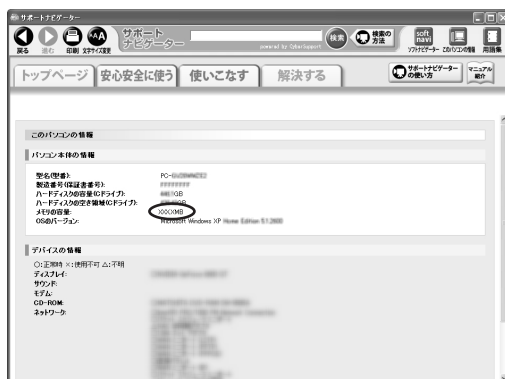 サポートナビゲーター
戻る 進む 印刷 文字サイズ変更
サポート
ナビゲーター
powered by CyberSupport
検索
検索の
方法
soft
navi
ソフトナビゲーター このパソコンの情報 用語集
トップページ 安心安全に使う 使いこなす 解決する
サポートナビゲーター
の使い方
マニュアル
紹介
このパソコンの情報
パソコン本体の情報
型名(型番): PC-
製造番号(保証書番号):
ハードディスクの容量(Cドライブ): GB
ハードディスクの空き領域(Cドライブ): GB
メモリの容量: XXXXMB
OSのバージョン: Microsoft Windows XP Home Edition 5.1.2600
デバイスの情報
○:正常時 ×:使用不可 △:不明
ディスプレイ:
サウンド:
モデム:
CD-ROM:
ネットワーク: